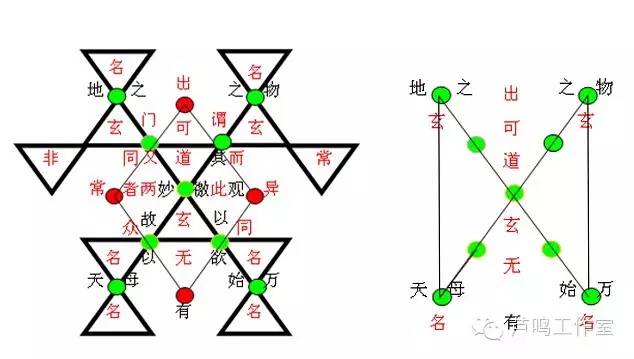 名 出 名 出
地 之 之 物 地 之 之 物
玄 门 可 谓 玄 玄 可 玄
非 同 又 道 其 而 常 道
常 者 两 妙 徼 此 观 异
故 玄 以 玄
众 同
名 以 无 欲 名 无
天 母 始 万 天 母 始 万
名 有 名 名 有 名
芦鸣工作室